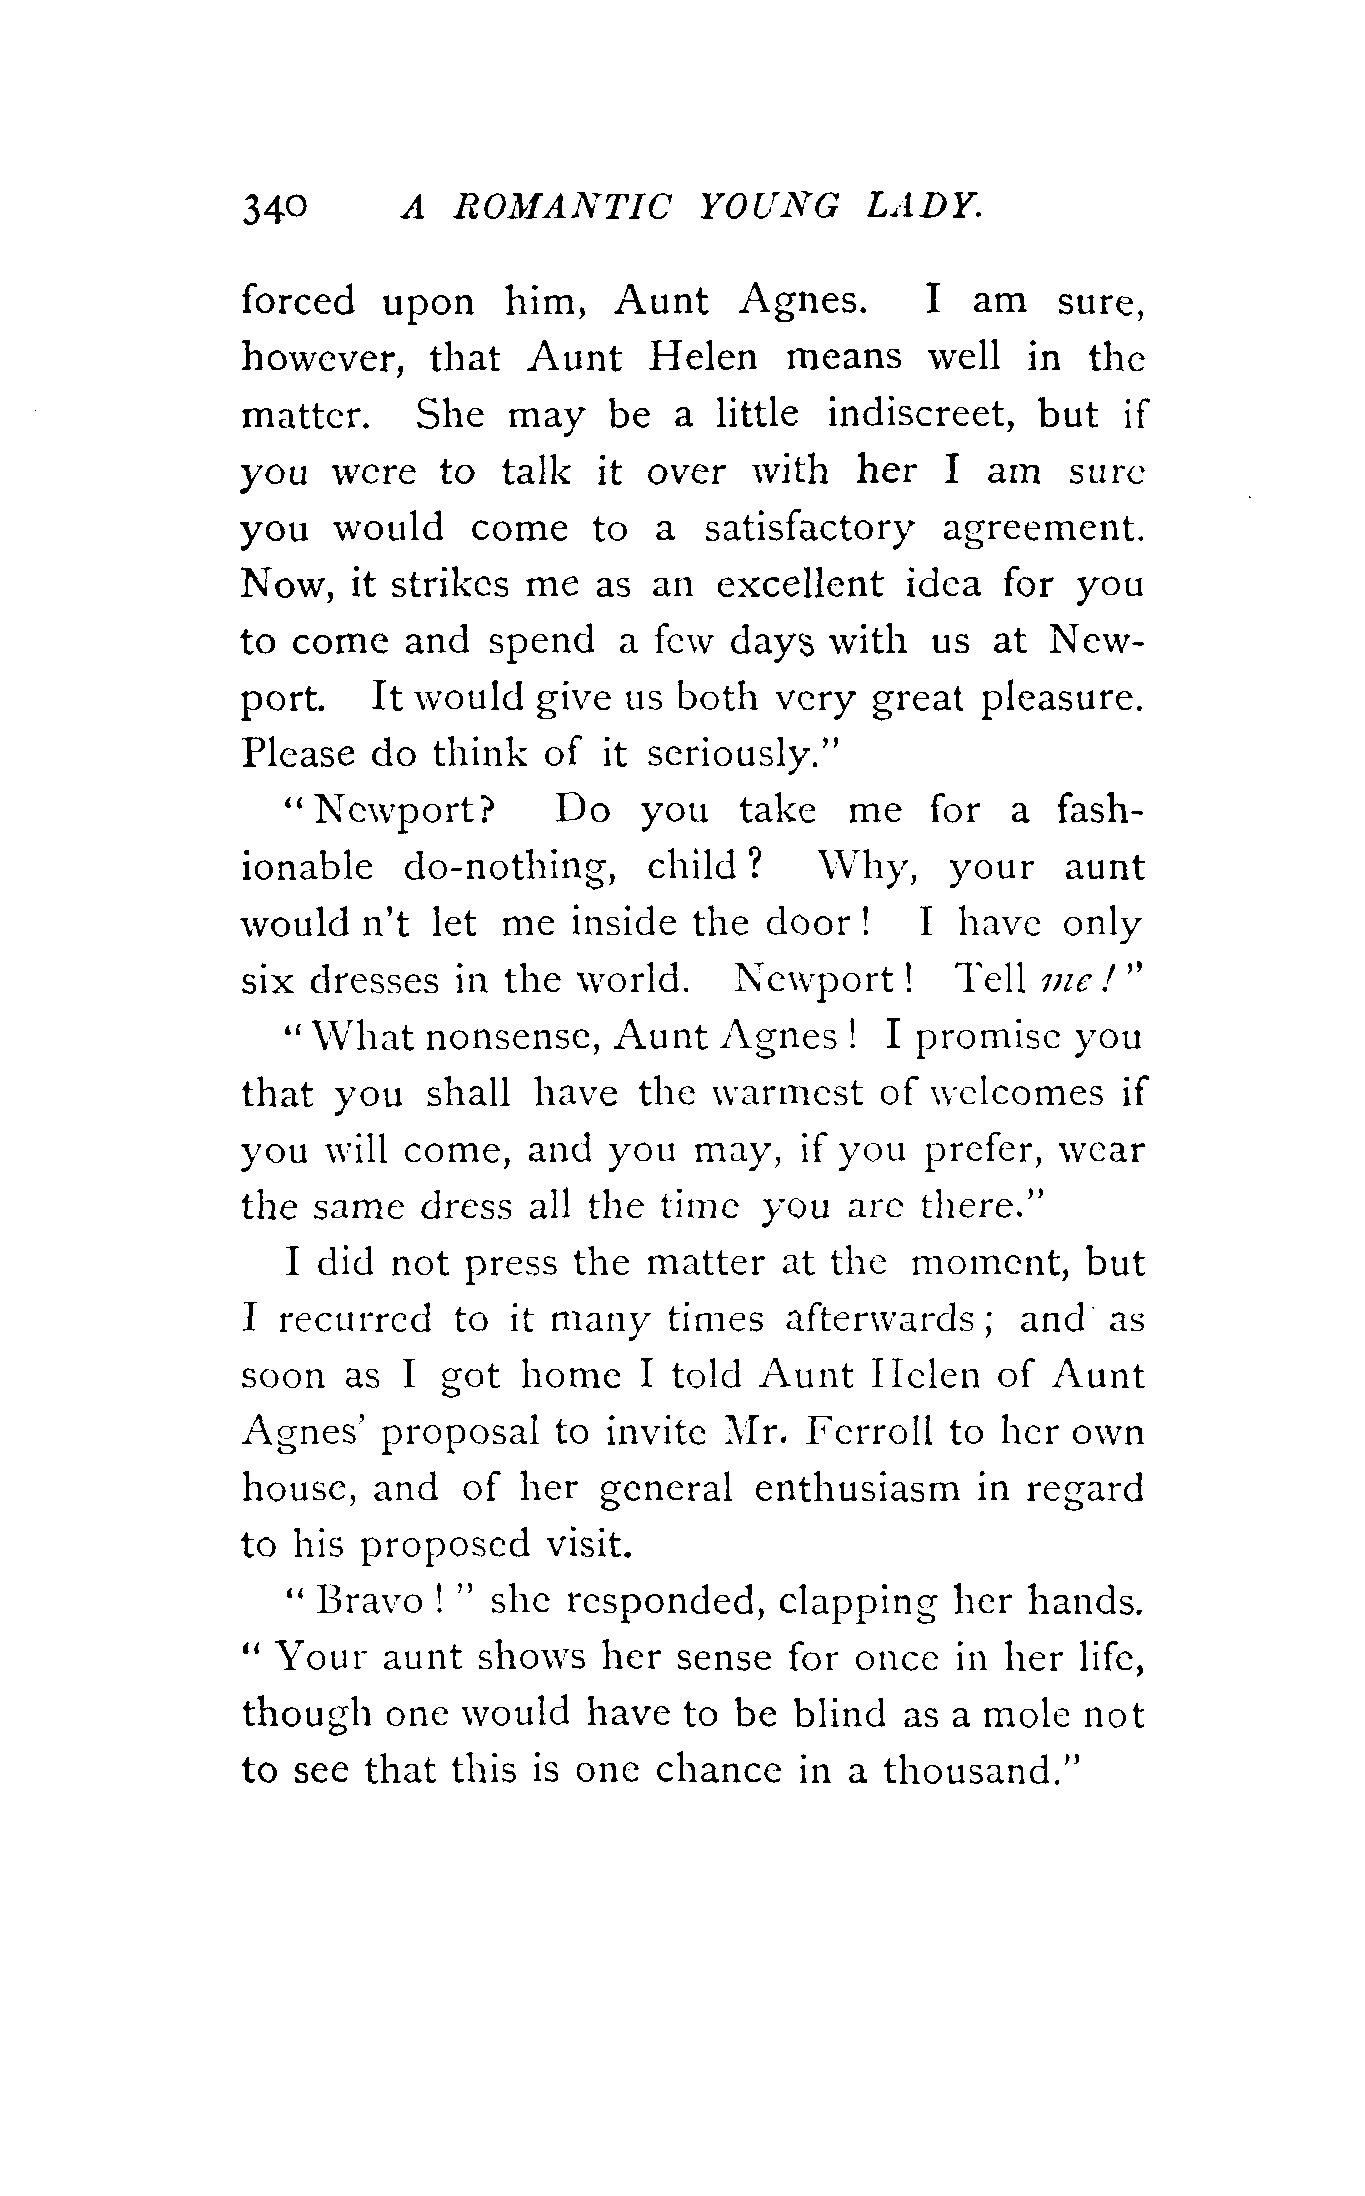 340 A ROMANTIC YOUNG LADY.
forced upon him, Aunt Agnes. I am sure,
however, that Aunt Helen means well in the
matter. She may be a little indiscreet, but if
you were to talk it over with her I am sure
you would come to a satisfactory agreement.
Now, it strikes me as an excellent idea for you
to come and spend a few days with us at New-
port. It would give us both very great pleasure.
Please do think of it seriously."
"Newport? Do you take me for a fash-
ionable do-nothing, child? Why, your aunt
would n't let me inside the door! I have only
six dresses in the world. Newport! Tell me!"
"What nonsense, Aunt Agnes! I promise you
that you shall have the warmest of welcomes if
you will come, and you may, if you prefer, wear
the same dress all the time you are there."
I did not press the matter at the moment, but
I recurred to it many times afterwards; and as
soon as I got home I told Aunt Helen of Aunt
Agnes' proposal to invite Mr. Ferroll to her own
house, and of her general enthusiasm in regard
to his proposed visit.
"Bravo!" she responded, clapping her hands.
"Your aunt shows her sense for once in her life,
though one would have to be blind as a mole not
to see that this is one chance in a thousand."